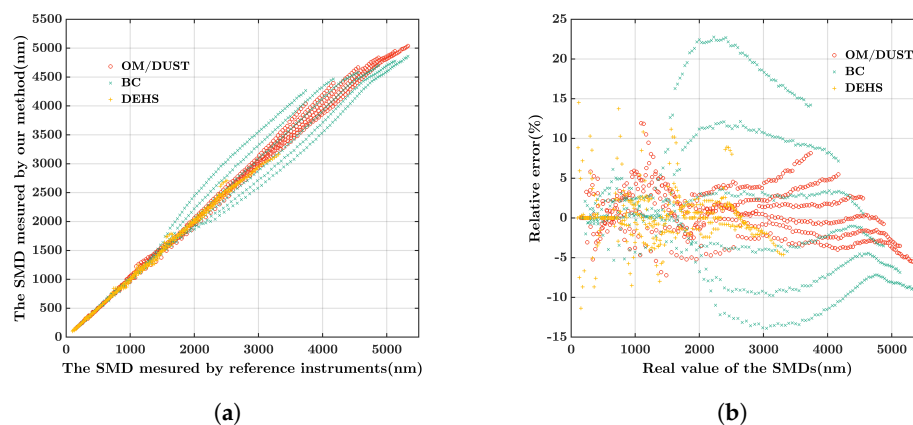 5500
5000
4500
4000
3500
3000
2500
2000
1500
1000
500
0
The SMD mesured by our method(nm)
OM/DUST
BC
DEHS
0 1000 2000 3000 4000 5000
The SMD mesured by reference instruments(nm)
(a)
25
20
15
10
5
0
-5
-10
-15
Relative error(%)
OM/DUST
BC
DEHS
0 1000 2000 3000 4000 5000
Real value of the SMDs(nm)
(b)